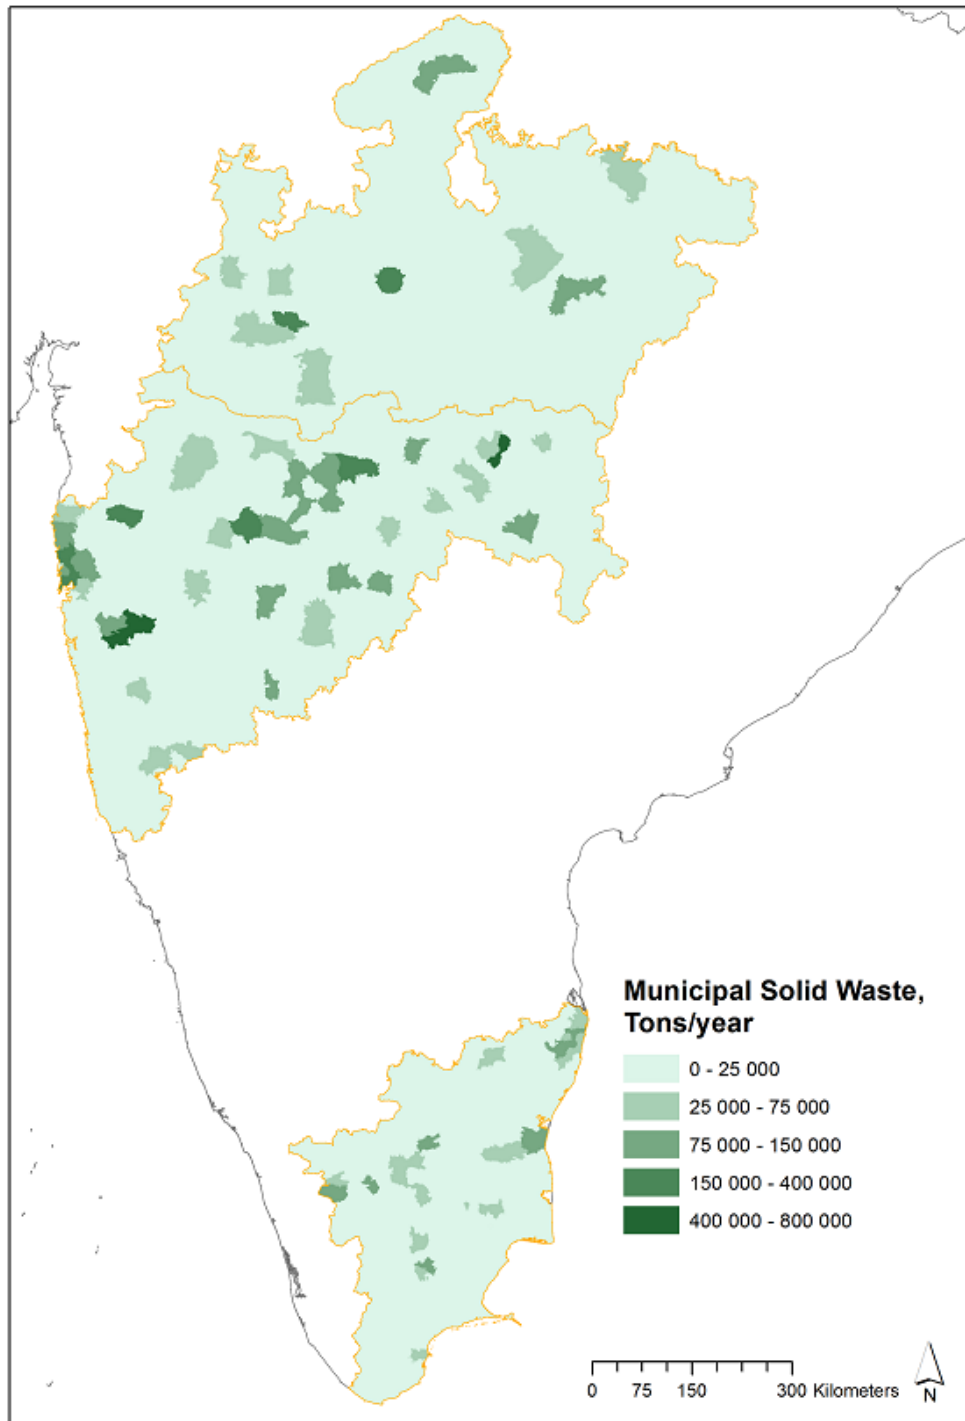 Municipal Solid Waste,
Tons/year
0 - 25 000
25 000 - 75 000
75 000 - 150 000
150 000 - 400 000
400 000 - 800 000
0 75 150 300 Kilometers
N